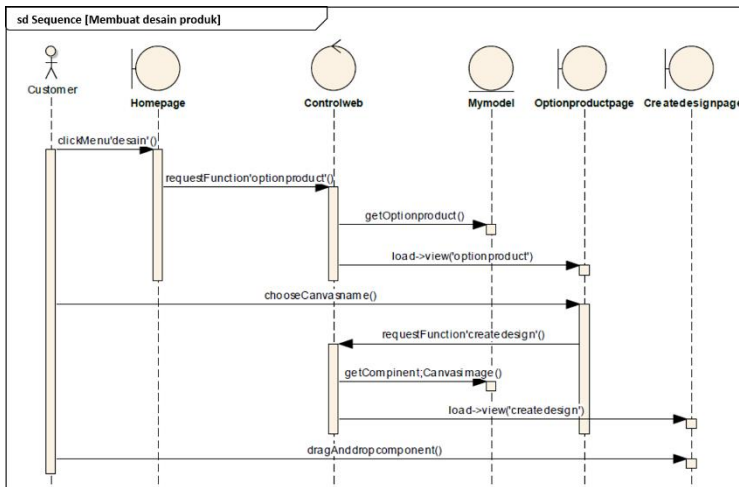 sd Sequence [Membuat desain produk]
Customer
Homepage
Controlweb
Mymodel
Optionproductpage
Createdesignpage
clickMenu'desain'()
requestFunction'optionproduct'()
getOptionproduct()
load->view('optionproduct')
chooseCanvasname()
requestFunction'createdesign'()
getCompinent;Canvasimage()
load->view('createdesign')
dragAnddropcomponent()